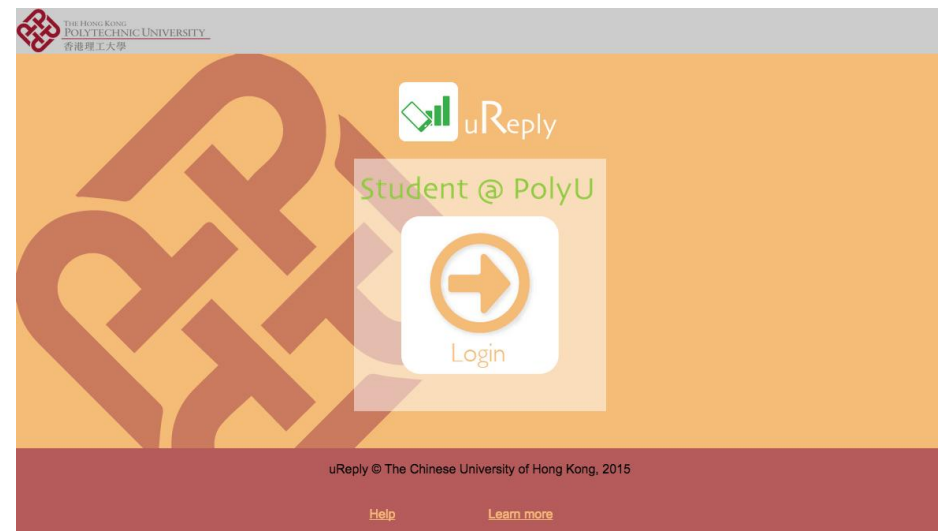 THE HONG KONG
POLYTECHNIC UNIVERSITY
香港理工大學
uReply
Student @ PolyU
Login
uReply © The Chinese University of Hong Kong, 2015
Help Learn more